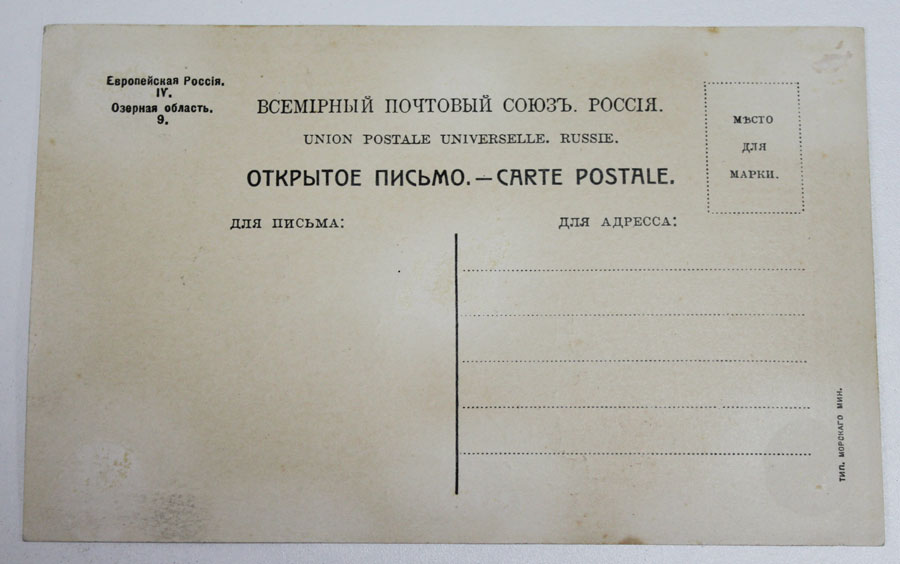 Европейская Россія.
IV.
Озерная область.
9.
ВСЕМІРНЫЙ ПОЧТОВЫЙ СОЮЗЪ. РОССІЯ.
UNION POSTALE UNIVERSELLE. RUSSIE.
ОТКРЫТОЕ ПИСЬМО. — CARTE POSTALE.
МѢСТО
ДЛЯ
МАРКИ.
ДЛЯ ПИСЬМА:
ДЛЯ АДРЕССА:
ТИП. МОРСКАГО МИН.